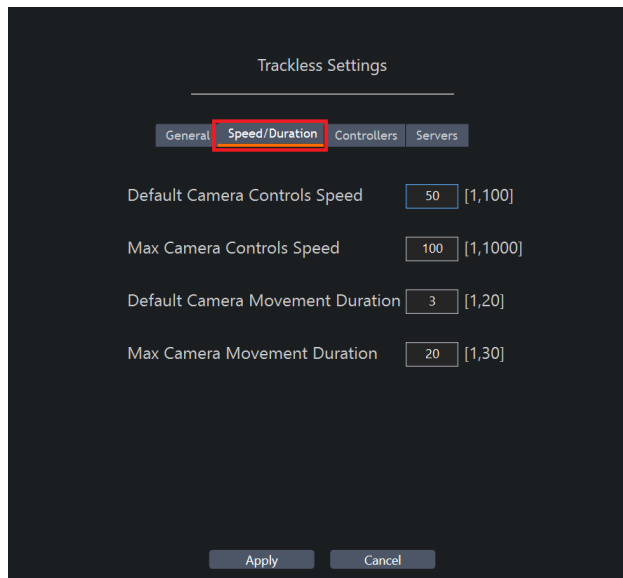 Trackless Settings
General Speed/Duration Controllers Servers
Default Camera Controls Speed 50 [1,100]
Max Camera Controls Speed 100 [1,1000]
Default Camera Movement Duration 3 [1,20]
Max Camera Movement Duration 20 [1,30]
Apply Cancel